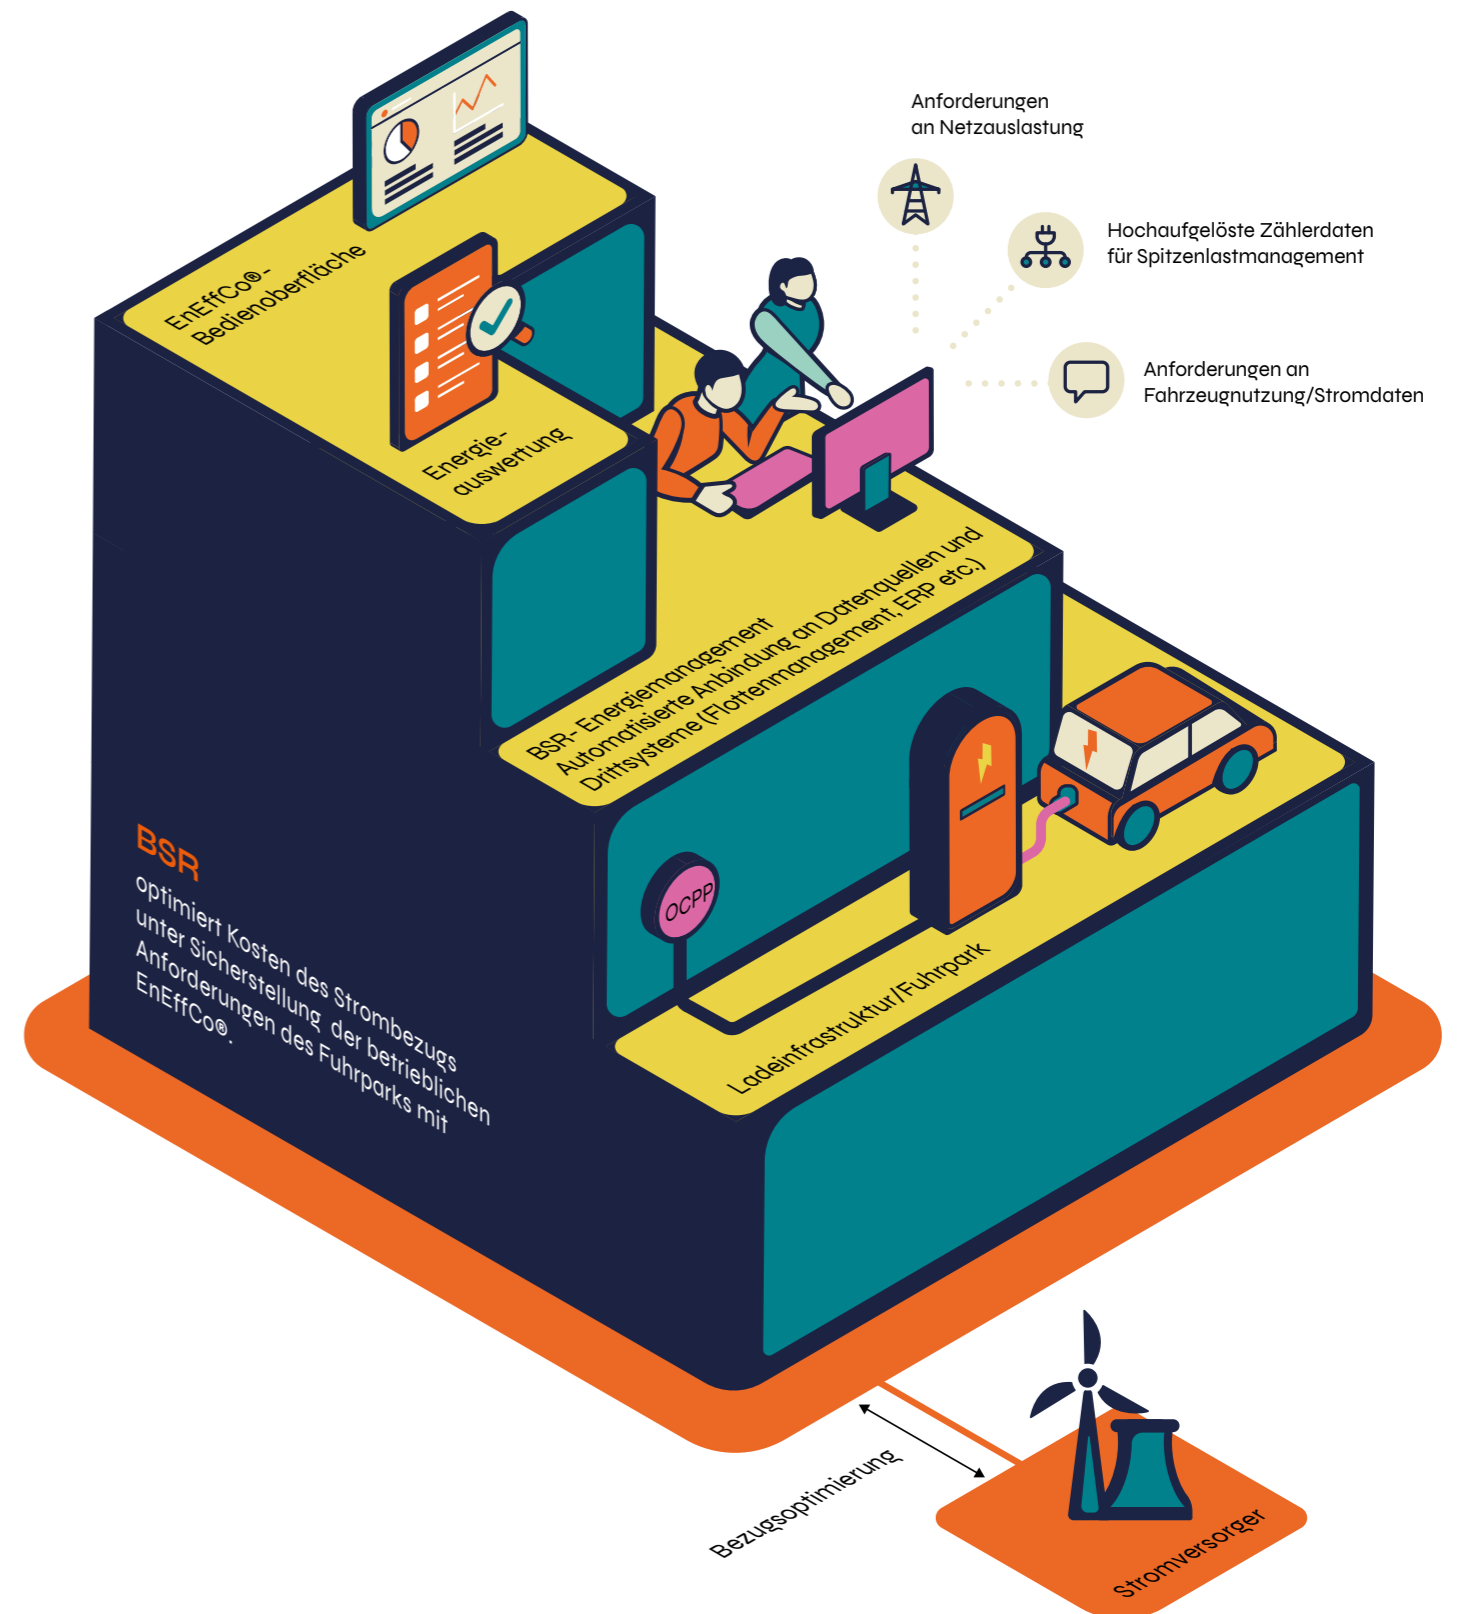 Anforderungen
an Netzauslastung
Hochaufgelöste Zählerdaten
für Spitzenlastmanagement
Anforderungen an
Fahrzeugnutzung/Stromdaten
EnEffCo®-
Bedienoberfläche
Energie-
auswertung
BSR- Energiemanagement
Automatisierte Anbindung an Datenquellen und
Drittsysteme (Flottenmanagement, ERP etc.)
OCPP
Ladeinfrastruktur/Fuhrpark
BSR
optimiert Kosten des Strombezugs
unter Sicherstellung der betrieblichen
Anforderungen des Fuhrparks mit
EnEffCo®.
Bezugsoptimierung
Stromversorger